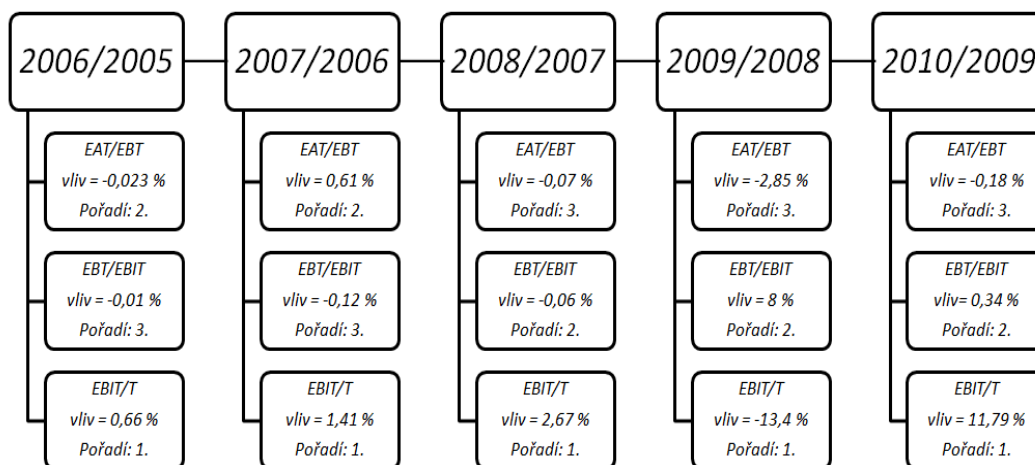 2006/2005
2007/2006
2008/2007
2009/2008
2010/2009
EAT/EBT
vliv = -0,023 %
Pořadí: 2.
EAT/EBT
vliv = 0,61 %
Pořadí: 2.
EAT/EBT
vliv = -0,07 %
Pořadí: 3.
EAT/EBT
vliv = -2,85 %
Pořadí: 3.
EAT/EBT
vliv = -0,18 %
Pořadí: 3.
EBT/EBIT
vliv = -0,01 %
Pořadí: 3.
EBT/EBIT
vliv = -0,12 %
Pořadí: 3.
EBT/EBIT
vliv = -0,06 %
Pořadí: 2.
EBT/EBIT
vliv = 8 %
Pořadí: 2.
EBT/EBIT
vliv= 0,34 %
Pořadí: 2.
EBIT/T
vliv = 0,66 %
Pořadí: 1.
EBIT/T
vliv = 1,41 %
Pořadí: 1.
EBIT/T
vliv = 2,67 %
Pořadí: 1.
EBIT/T
vliv = -13,4 %
Pořadí: 1.
EBIT/T
vliv = 11,79 %
Pořadí: 1.